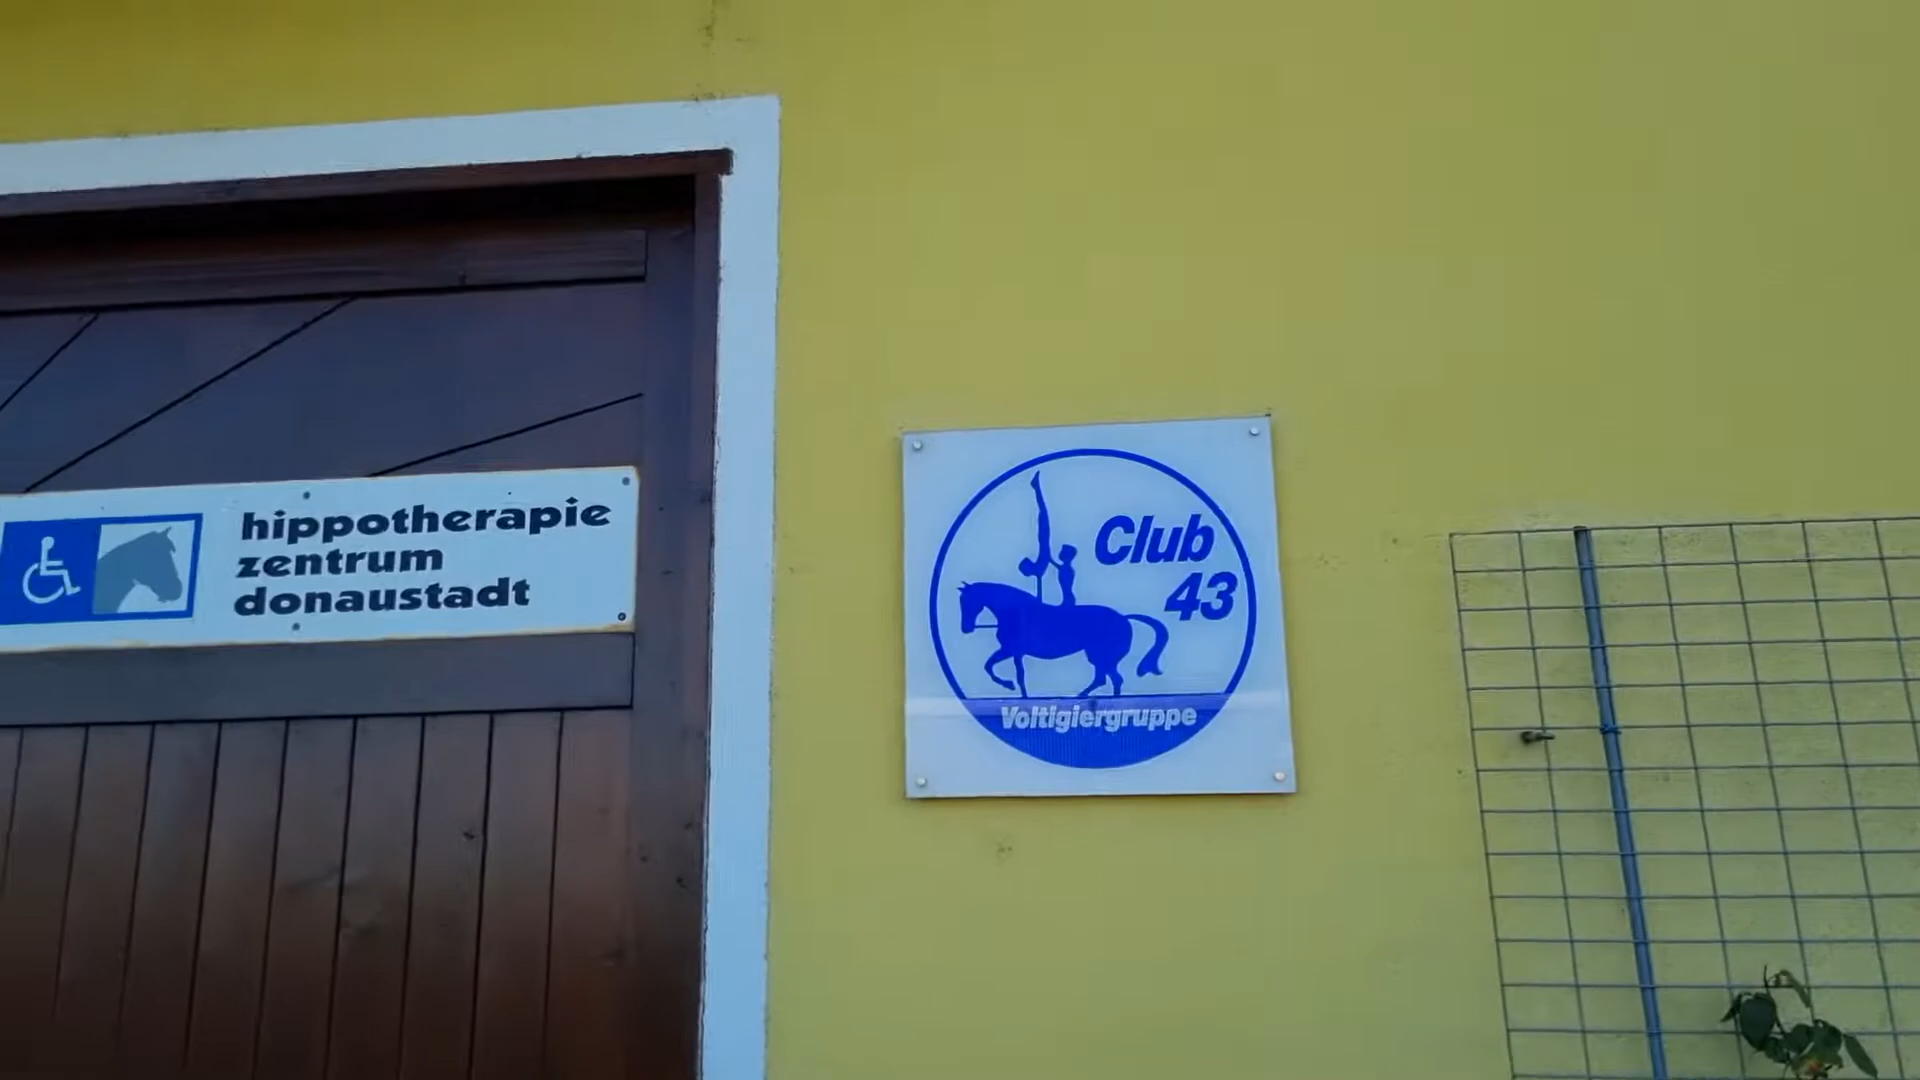 hippotherapie
zentrum
donaustadt
Club
43
Voltigiergruppe